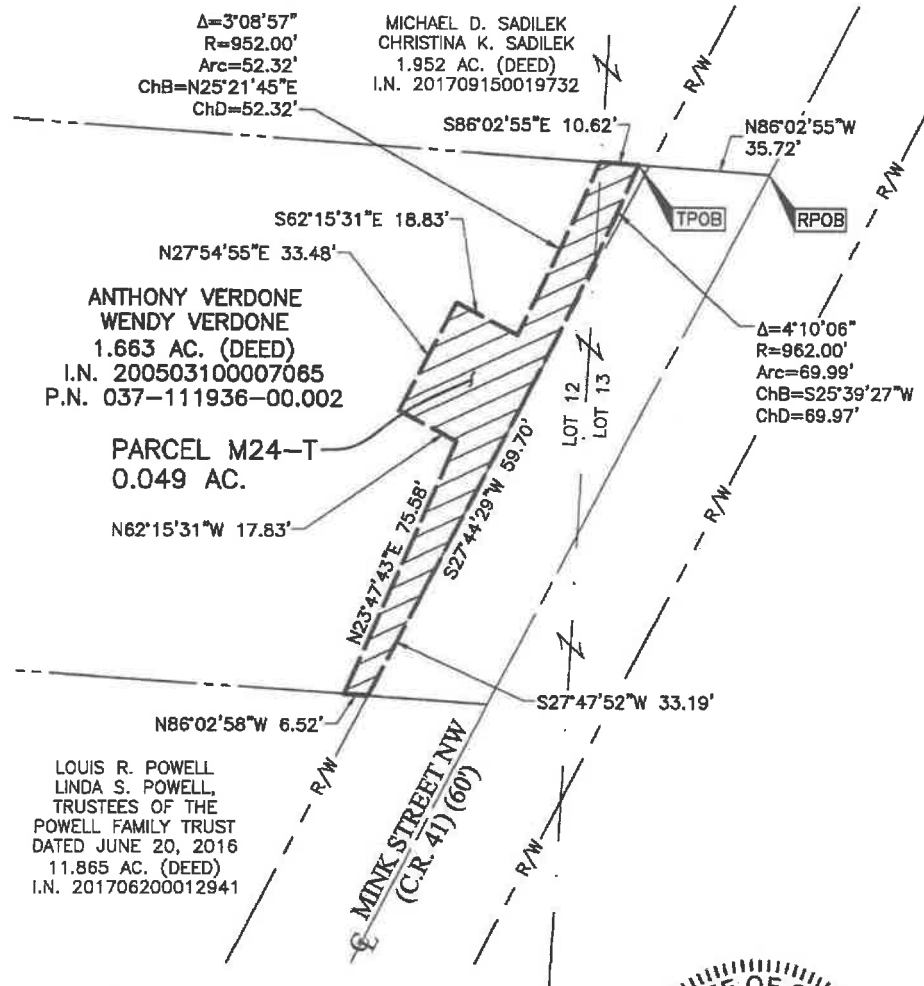 Δ=3°08'57"
R=952.00'
Arc=52.32'
ChB=N25°21'45"E
ChD=52.32'
MICHAEL D. SADILEK
CHRISTINA K. SADILEK
1.952 AC. (DEED)
I.N. 201709150019732
R/W
S86°02'55"E 10.62'
N86°02'55"W
35.72'
R/W
TPOB
RPOB
S62°15'31"E 18.83'
N27°54'55"E 33.48'
ANTHONY VERDONE
WENDY VERDONE
1.663 AC. (DEED)
I.N. 200503100007065
P.N. 037-111936-00.002
Δ=4°10'06"
R=962.00'
Arc=69.99'
ChB=S25°39'27"W
ChD=69.97'
LOT 12
LOT 13
PARCEL M24-T
0.049 AC.
S27°44'29"W 59.70'
R/W
N62°15'31"W 17.83'
N23°47'43"E 75.58'
S27°47'52"W 33.19'
N86°02'58"W 6.52'
LOUIS R. POWELL
LINDA S. POWELL,
TRUSTEES OF THE
POWELL FAMILY TRUST
DATED JUNE 20, 2016
11.865 AC. (DEED)
I.N. 201706200012941
R/W
MINK STREET NW
(C.R. 41) (60')
R/W
℄